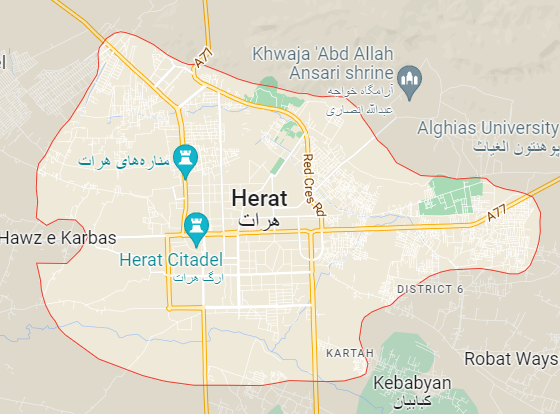 A77
Khwaja 'Abd Allah
Ansari shrine
آرامگاه خواجه
عبدالله انصاری
Alghias University
پوهنتون الغیاث
مناره‌های هرات
Red Cres Rd
Herat
هرات
A77
Hawz e Karbas
Herat Citadel
ارگ هرات
DISTRICT 6
KARTAH
Robat Ways
Kebabyan
کبابیان